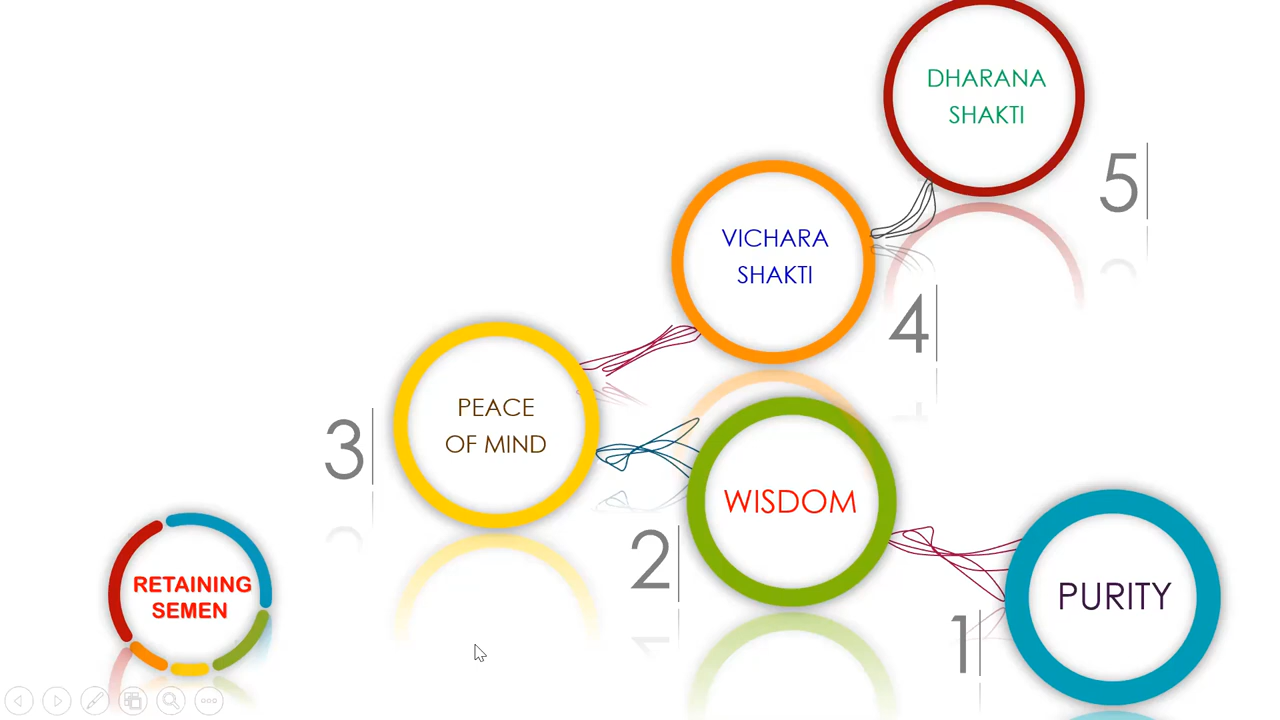 DHARANA
SHAKTI
5
VICHARA
SHAKTI
4
PEACE
OF MIND
3
WISDOM
2
PURITY
1
RETAINING
SEMEN